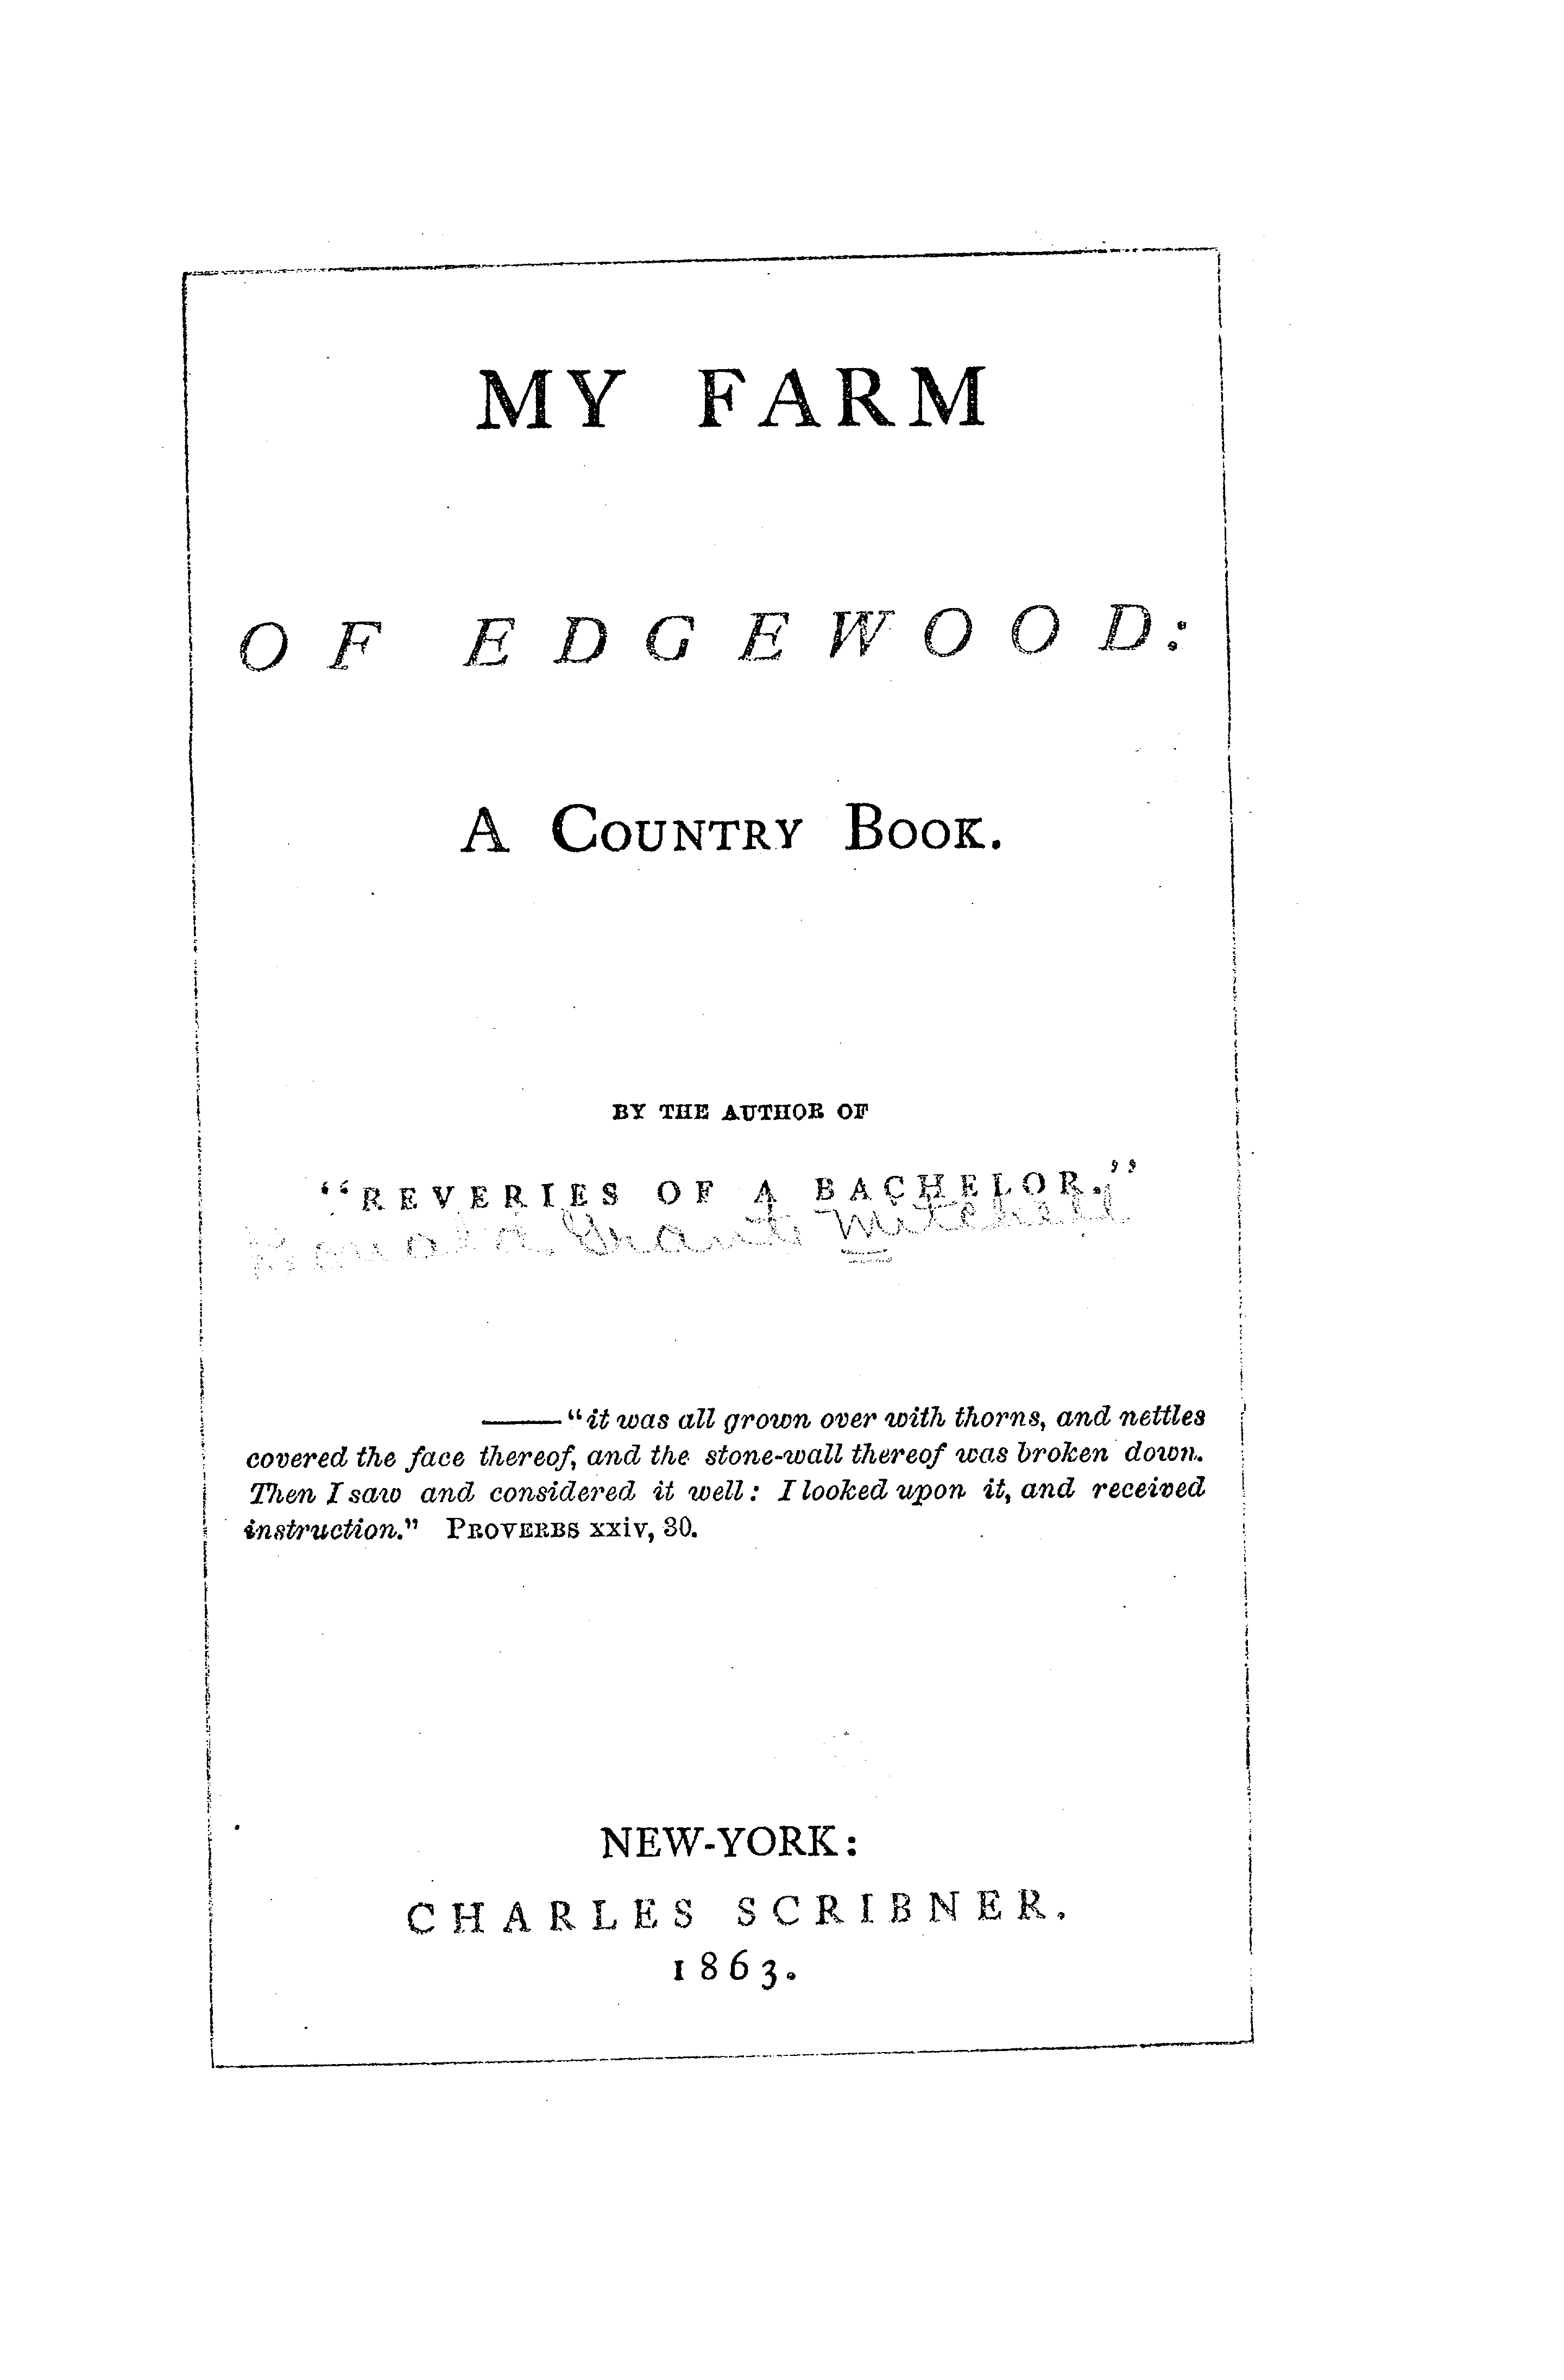 MY FARM
OF EDGEWOOD:
A COUNTRY BOOK.
BY THE AUTHOR OF
“REVERIES OF A BACHELOR.”
Donald Grant Mitchell
——“it was all grown over with thorns, and nettles
covered the face thereof, and the stone-wall thereof was broken down.
Then I saw and considered it well: I looked upon it, and received
instruction.” PROVERBS xxiv, 30.
NEW-YORK:
CHARLES SCRIBNER.
1863.